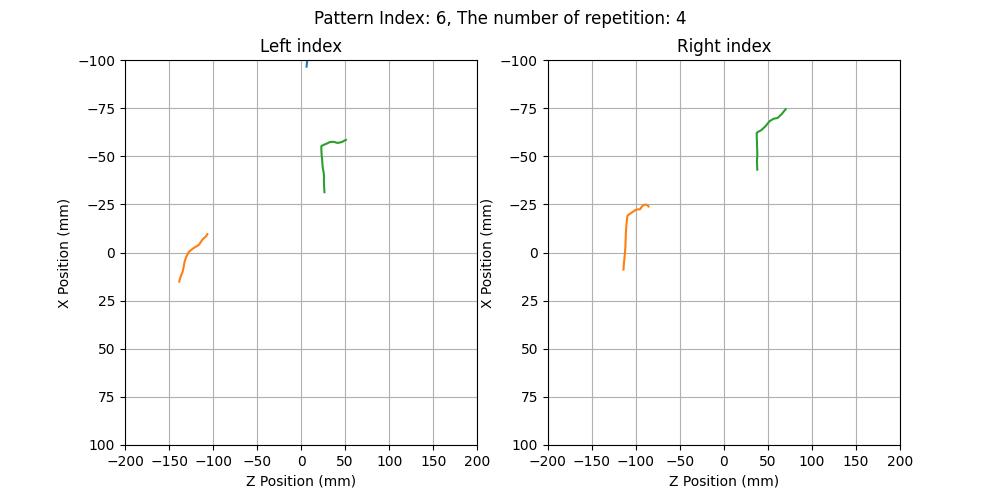 Pattern Index: 6, The number of repetition: 4
Left index
Right index
−100
−75
−50
−25
0
25
50
75
100
X Position (mm)
−200 −150 −100 −50 0 50 100 150 200
Z Position (mm)
−100
−75
−50
−25
0
25
50
75
100
X Position (mm)
−200 −150 −100 −50 0 50 100 150 200
Z Position (mm)